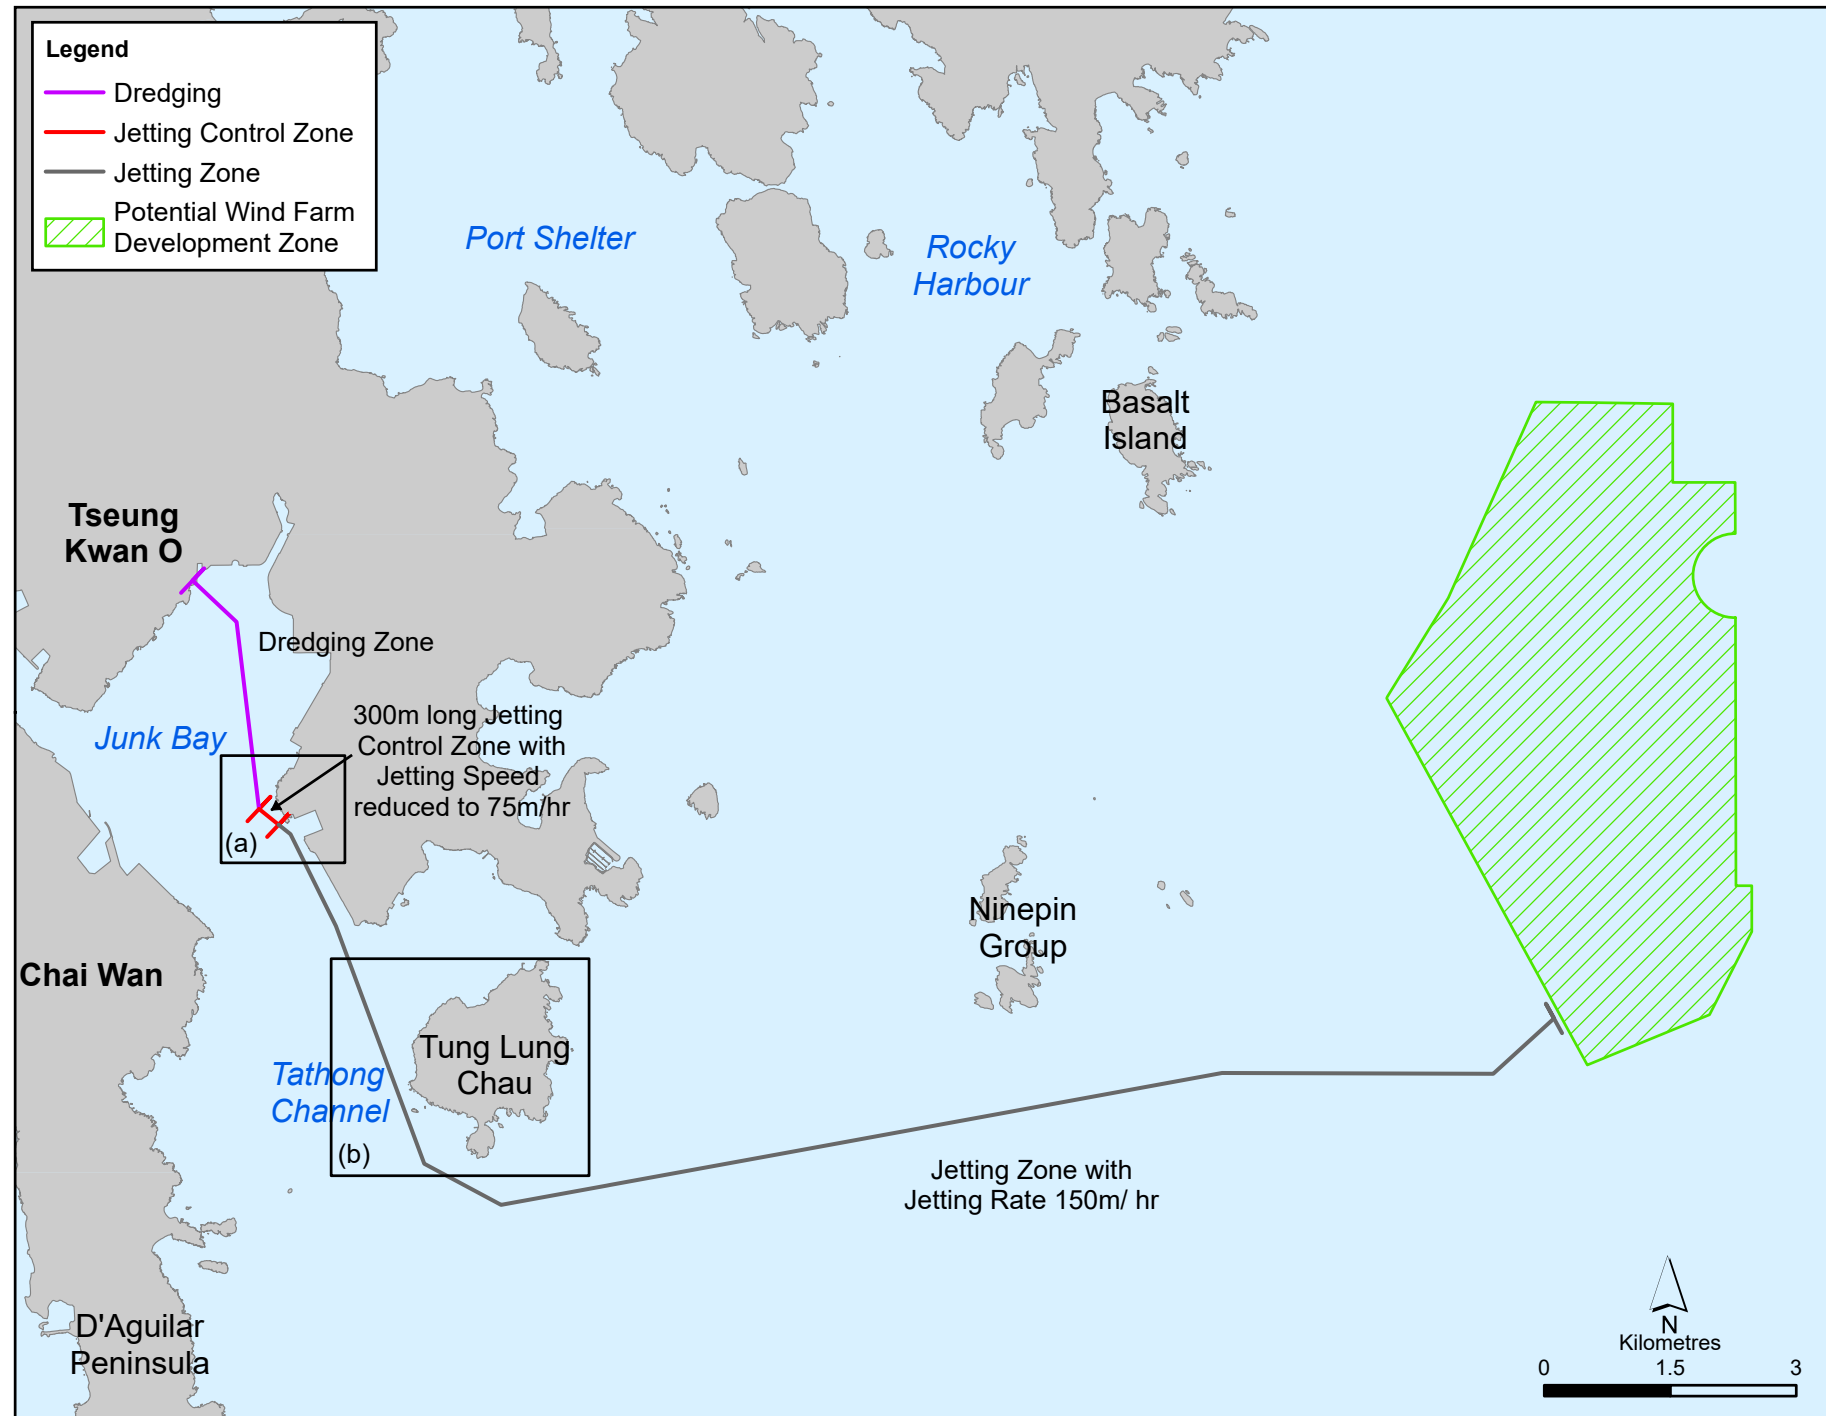 Legend
Dredging
Jetting Control Zone
Jetting Zone
Potential Wind Farm
Development Zone
Port Shelter
Rocky
Harbour
Basalt
Island
Tseung
Kwan O
Dredging Zone
Junk Bay
300m long Jetting
Control Zone with
Jetting Speed
reduced to 75m/hr
(a)
Ninepin
Group
Chai Wan
Tung Lung
Chau
Tathong
Channel
(b)
Jetting Zone with
Jetting Rate 150m/ hr
D'Aguilar
Peninsula
N
Kilometres
0 1.5 3